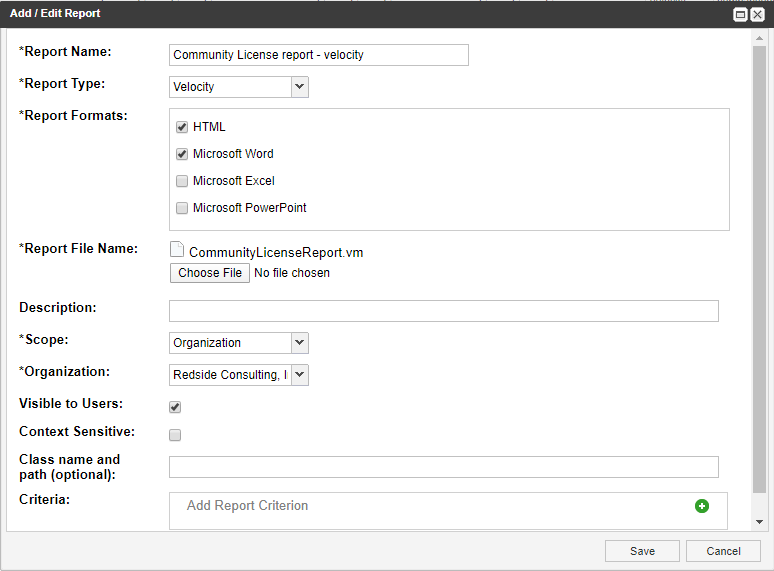 Add / Edit Report
*Report Name: Community License report - velocity
*Report Type: Velocity
*Report Formats:
HTML
Microsoft Word
Microsoft Excel
Microsoft PowerPoint
*Report File Name: CommunityLicenseReport.vm
Choose File No file chosen
Description:
*Scope: Organization
*Organization: Redside Consulting, I
Visible to Users:
Context Sensitive:
Class name and
path (optional):
Criteria: Add Report Criterion
Save Cancel